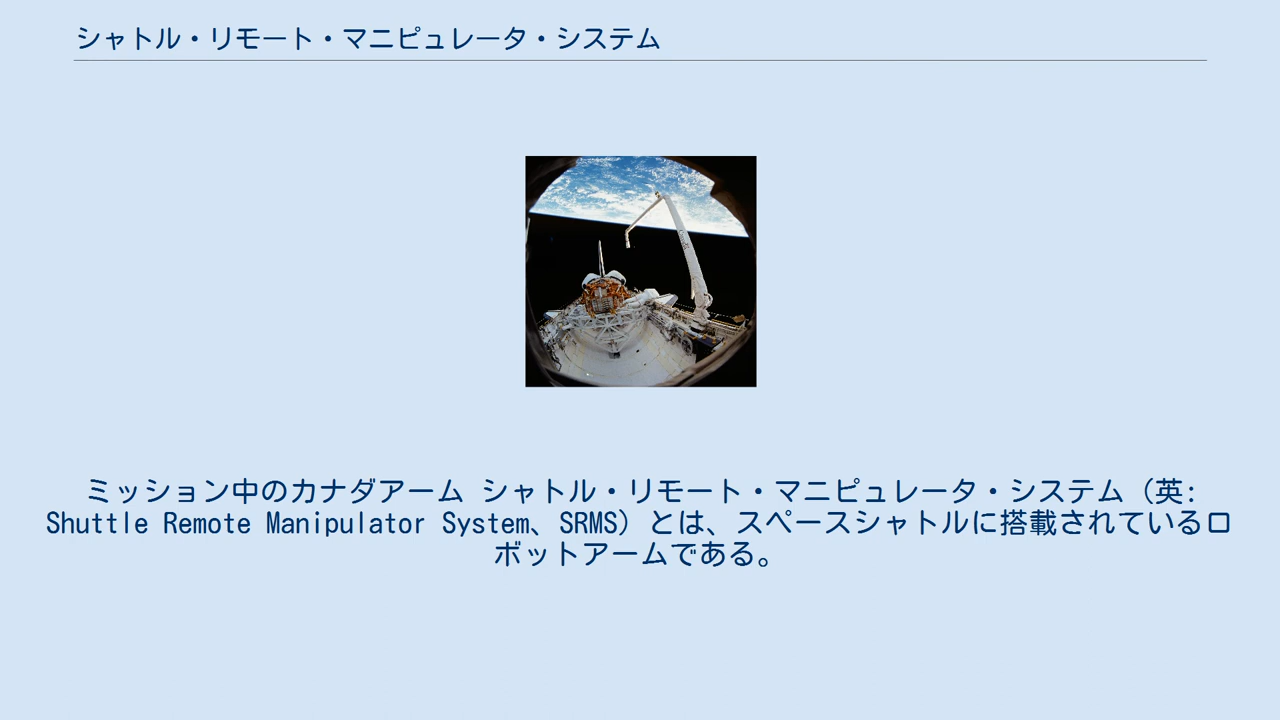 シャトル・リモート・マニピュレータ・システム
ミッション中のカナダアーム シャトル・リモート・マニピュレータ・システム（英:
Shuttle Remote Manipulator System、SRMS）とは、スペースシャトルに搭載されているロ
ボットアームである。